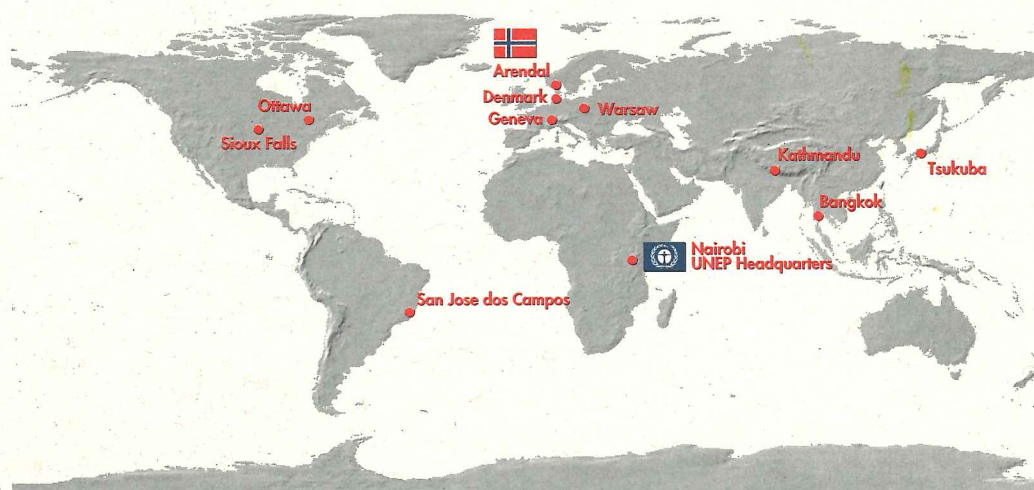 Arendal
Denmark
Geneva
Warsaw
Ottawa
Sioux Falls
Kathmandu
Tsukuba
Bangkok
Nairobi
UNEP Headquarters
San Jose dos Campos